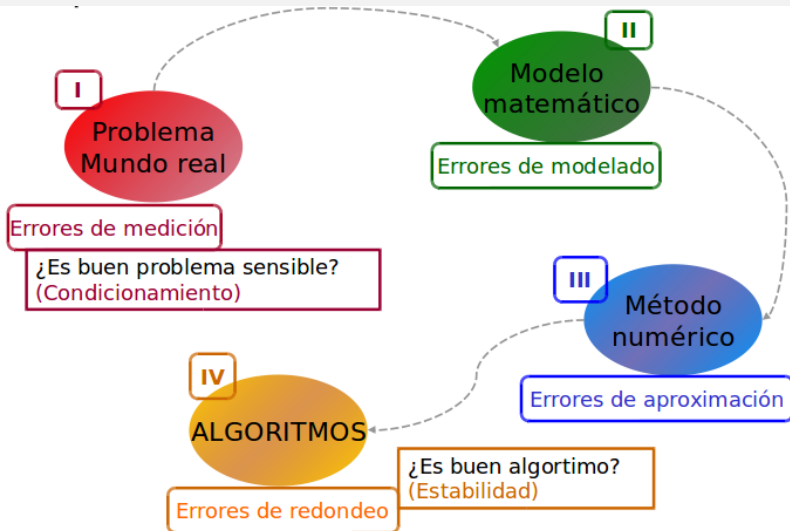 I
Problema
Mundo real
Errores de medición
¿Es buen problema sensible?
(Condicionamiento)
II
Modelo
matemático
Errores de modelado
III
Método
numérico
Errores de aproximación
IV
ALGORITMOS
Errores de redondeo
¿Es buen algortimo?
(Estabilidad)